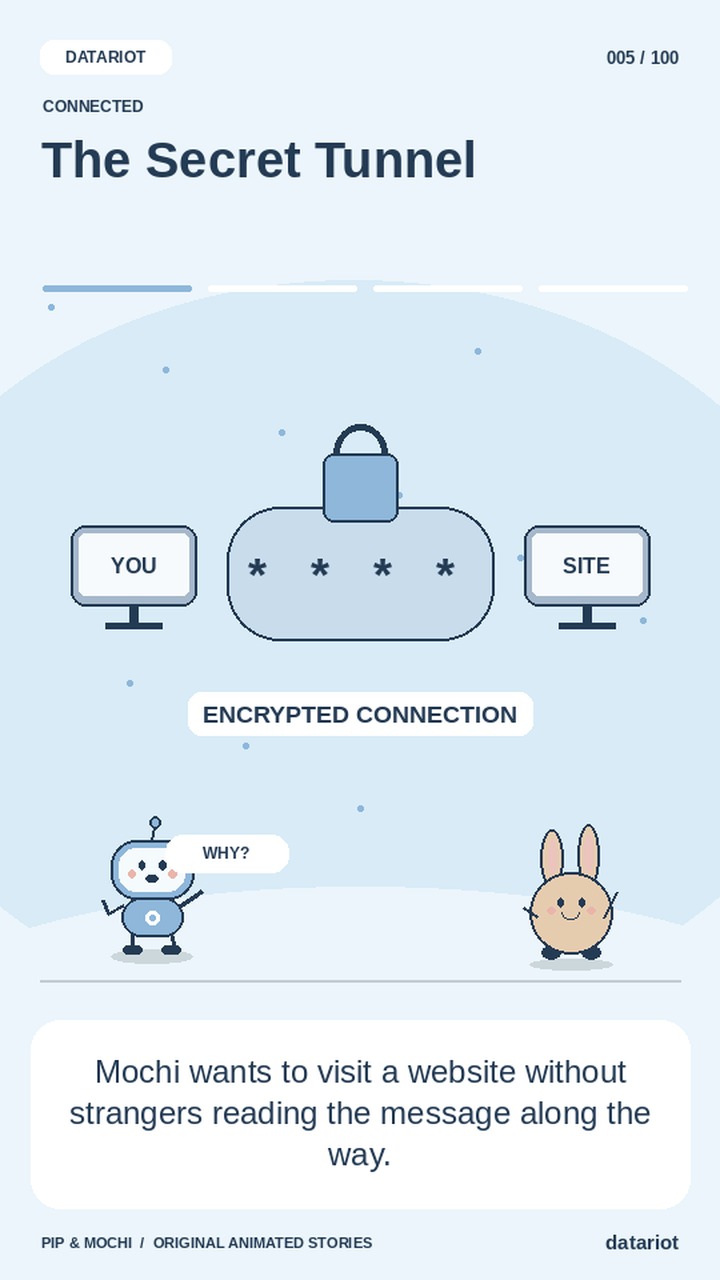 DATARIOT
005 / 100
CONNECTED
The Secret Tunnel
YOU
* * * *
SITE
ENCRYPTED CONNECTION
WHY?
Mochi wants to visit a website without
strangers reading the message along the
way.
PIP & MOCHI / ORIGINAL ANIMATED STORIES
datariot